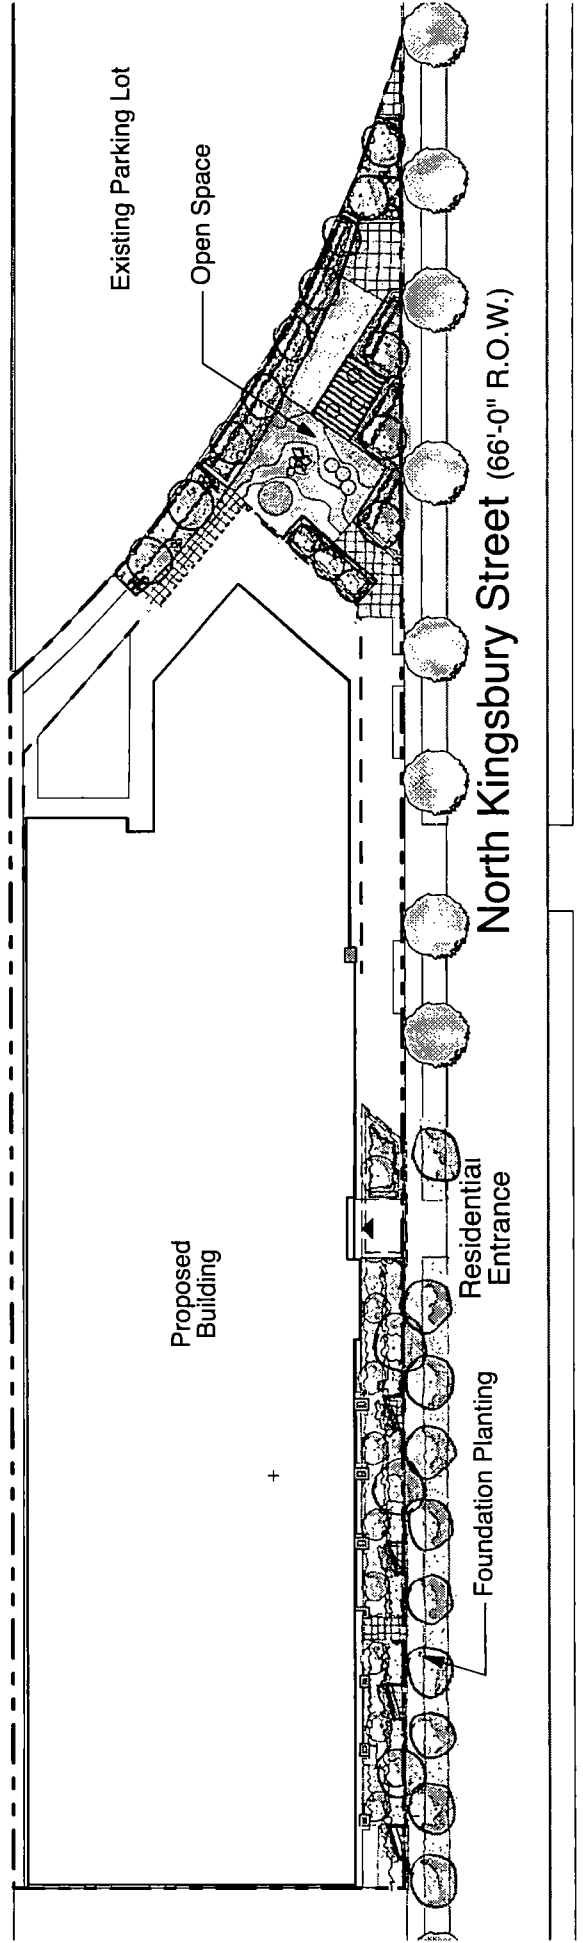 Existing Parking Lot
Open Space
North Kingsbury Street (66'-0" R.O.W.)
Proposed
Building
Residential
Entrance
Foundation Planting